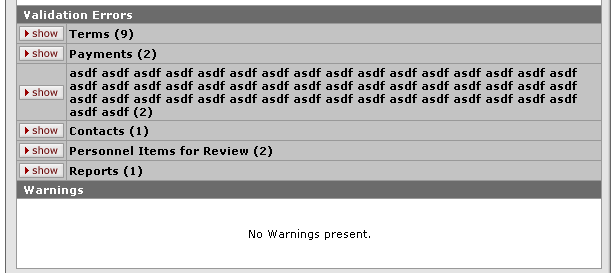 Validation Errors
show Terms (9)
show Payments (2)
asdf asdf asdf asdf asdf asdf asdf asdf asdf asdf asdf asdf asdf asdf asdf asdf
asdf asdf asdf asdf asdf asdf asdf asdf asdf asdf asdf asdf asdf asdf asdf asdf
show asdf asdf asdf asdf asdf asdf asdf asdf asdf asdf asdf asdf asdf asdf asdf asdf
asdf asdf (2)
show Contacts (1)
show Personnel Items for Review (2)
show Reports (1)
Warnings
No Warnings present.